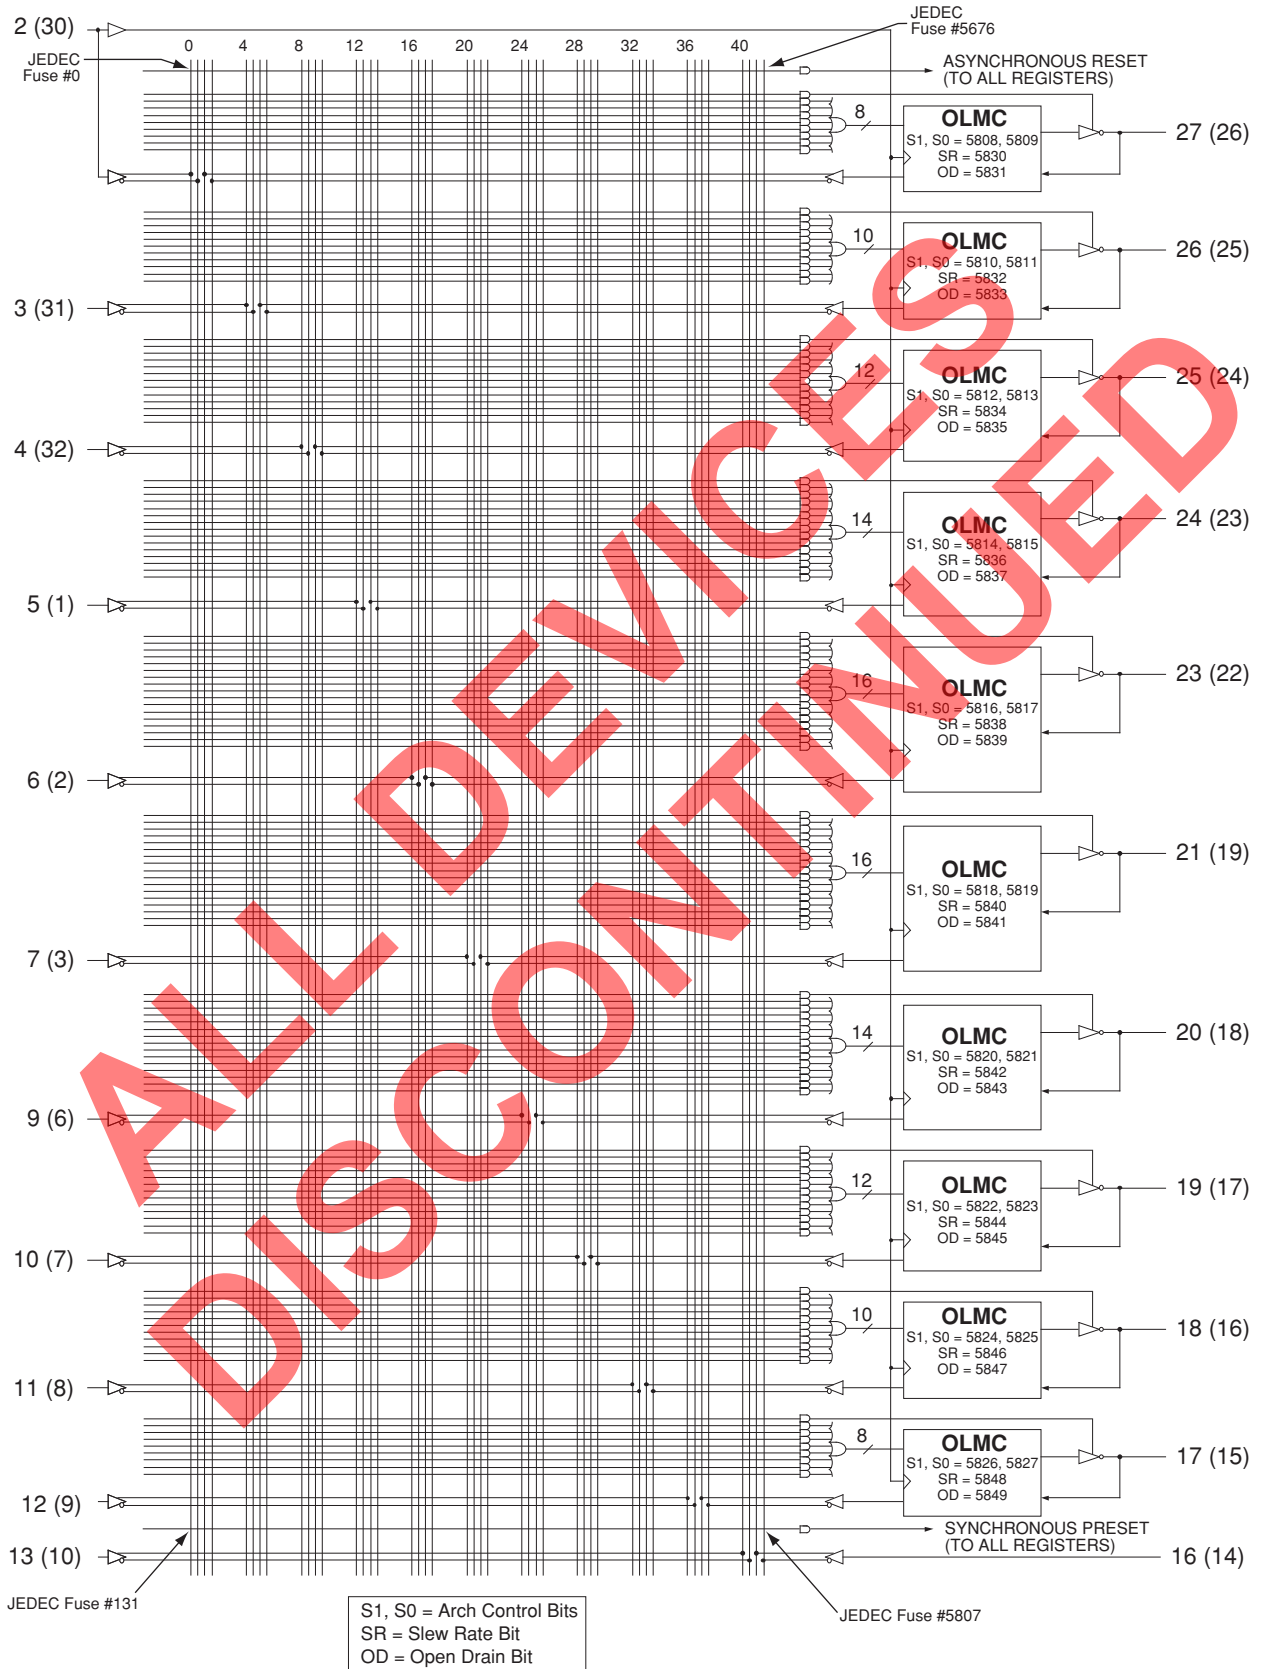 2 (30)
JEDEC
Fuse #0
0 4 8 12 16 20 24 28 32 36 40
JEDEC
Fuse #5676
ASYNCHRONOUS RESET
(TO ALL REGISTERS)
8
OLMC
S1, S0 = 5808, 5809
SR = 5830
OD = 5831
27 (26)
10
OLMC
S1, S0 = 5810, 5811
SR = 5832
OD = 5833
26 (25)
3 (31)
12
OLMC
S1, S0 = 5812, 5813
SR = 5834
OD = 5835
25 (24)
4 (32)
14
OLMC
S1, S0 = 5814, 5815
SR = 5836
OD = 5837
24 (23)
5 (1)
16
OLMC
S1, S0 = 5816, 5817
SR = 5838
OD = 5839
23 (22)
6 (2)
16
OLMC
S1, S0 = 5818, 5819
SR = 5840
OD = 5841
21 (19)
7 (3)
14
OLMC
S1, S0 = 5820, 5821
SR = 5842
OD = 5843
20 (18)
9 (6)
12
OLMC
S1, S0 = 5822, 5823
SR = 5844
OD = 5845
19 (17)
10 (7)
10
OLMC
S1, S0 = 5824, 5825
SR = 5846
OD = 5847
18 (16)
11 (8)
8
OLMC
S1, S0 = 5826, 5827
SR = 5848
OD = 5849
17 (15)
12 (9)
SYNCHRONOUS PRESET
(TO ALL REGISTERS)
13 (10)
16 (14)
JEDEC Fuse #131
JEDEC Fuse #5807
S1, S0 = Arch Control Bits
SR = Slew Rate Bit
OD = Open Drain Bit
ALL DEVICES
DISCONTINUED